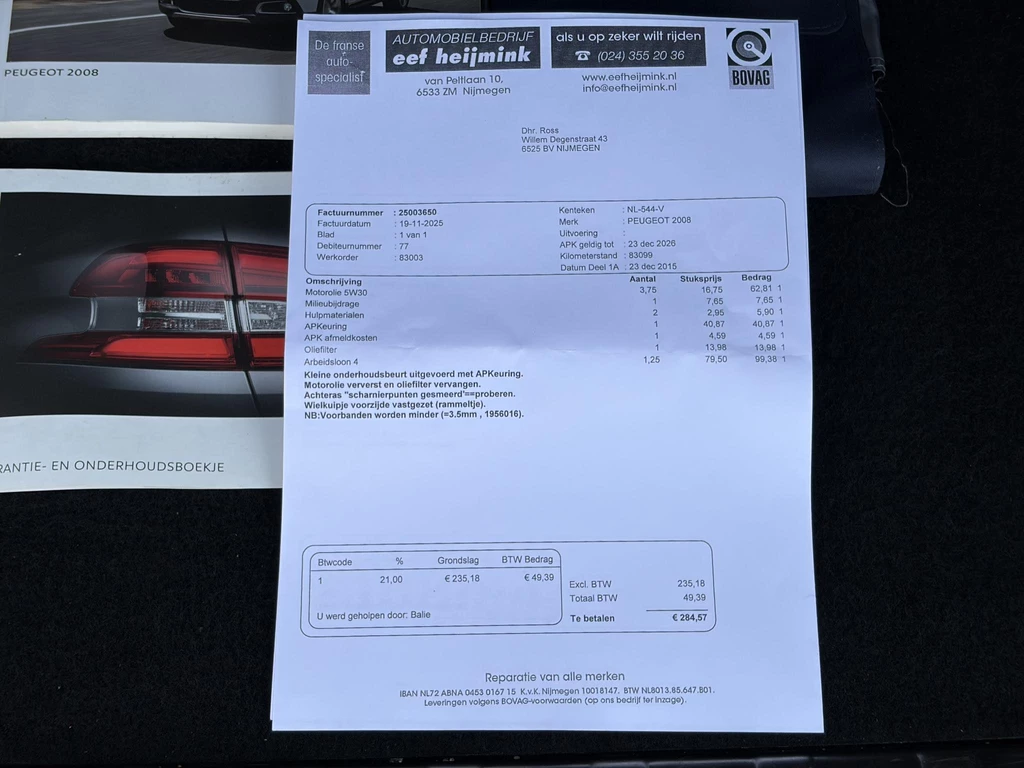 PEUGEOT 2008
RANTIE- EN ONDERHOUDSBOEKJE
De franse
auto-
specialist
AUTOMOBIELBEDRIJF
eef heijmink
van Peltlaan 10,
6533 ZM Nijmegen
als u op zeker wilt rijden
☎ (024) 355 20 36
www.eefheijmink.nl
info@eefheijmink.nl
BOVAG
Dhr. Ross
Willem Degenstraat 43
6525 BV NIJMEGEN
Factuurnummer : 25003650
Factuurdatum : 19-11-2025
Blad : 1 van 1
Debiteurnummer : 77
Werkorder : 83003
Kenteken : NL-544-V
Merk : PEUGEOT 2008
Uitvoering :
APK geldig tot : 23 dec 2026
Kilometerstand : 83099
Datum Deel 1A : 23 dec 2015
Omschrijving Aantal Stuksprijs Bedrag
Motorolie 5W30 3,75 16,75 62,81 1
Milieubijdrage 1 7,65 7,65 1
Hulpmaterialen 2 2,95 5,90 1
APKeuring 1 40,87 40,87 1
APK afmeldkosten 1 4,59 4,59 1
Oliefilter 1 13,98 13,98 1
Arbeidsloon 4 1,25 79,50 99,38 1
Kleine onderhoudsbeurt uitgevoerd met APKeuring.
Motorolie ververst en oliefilter vervangen.
Achteras "scharnierpunten gesmeerd'==proberen.
Wielkuipje voorzijde vastgezet (rammeltje).
NB:Voorbanden worden minder (=3.5mm , 1956016).
Btwcode % Grondslag BTW Bedrag
1 21,00 € 235,18 € 49,39
U werd geholpen door: Balie
Excl. BTW 235,18
Totaal BTW 49,39
Te betalen € 284,57
Reparatie van alle merken
IBAN NL72 ABNA 0453 0167 15 K.v.K. Nijmegen 10018147. BTW NL8013.85.647.B01.
Leveringen volgens BOVAG-voorwaarden (op ons bedrijf ter inzage).